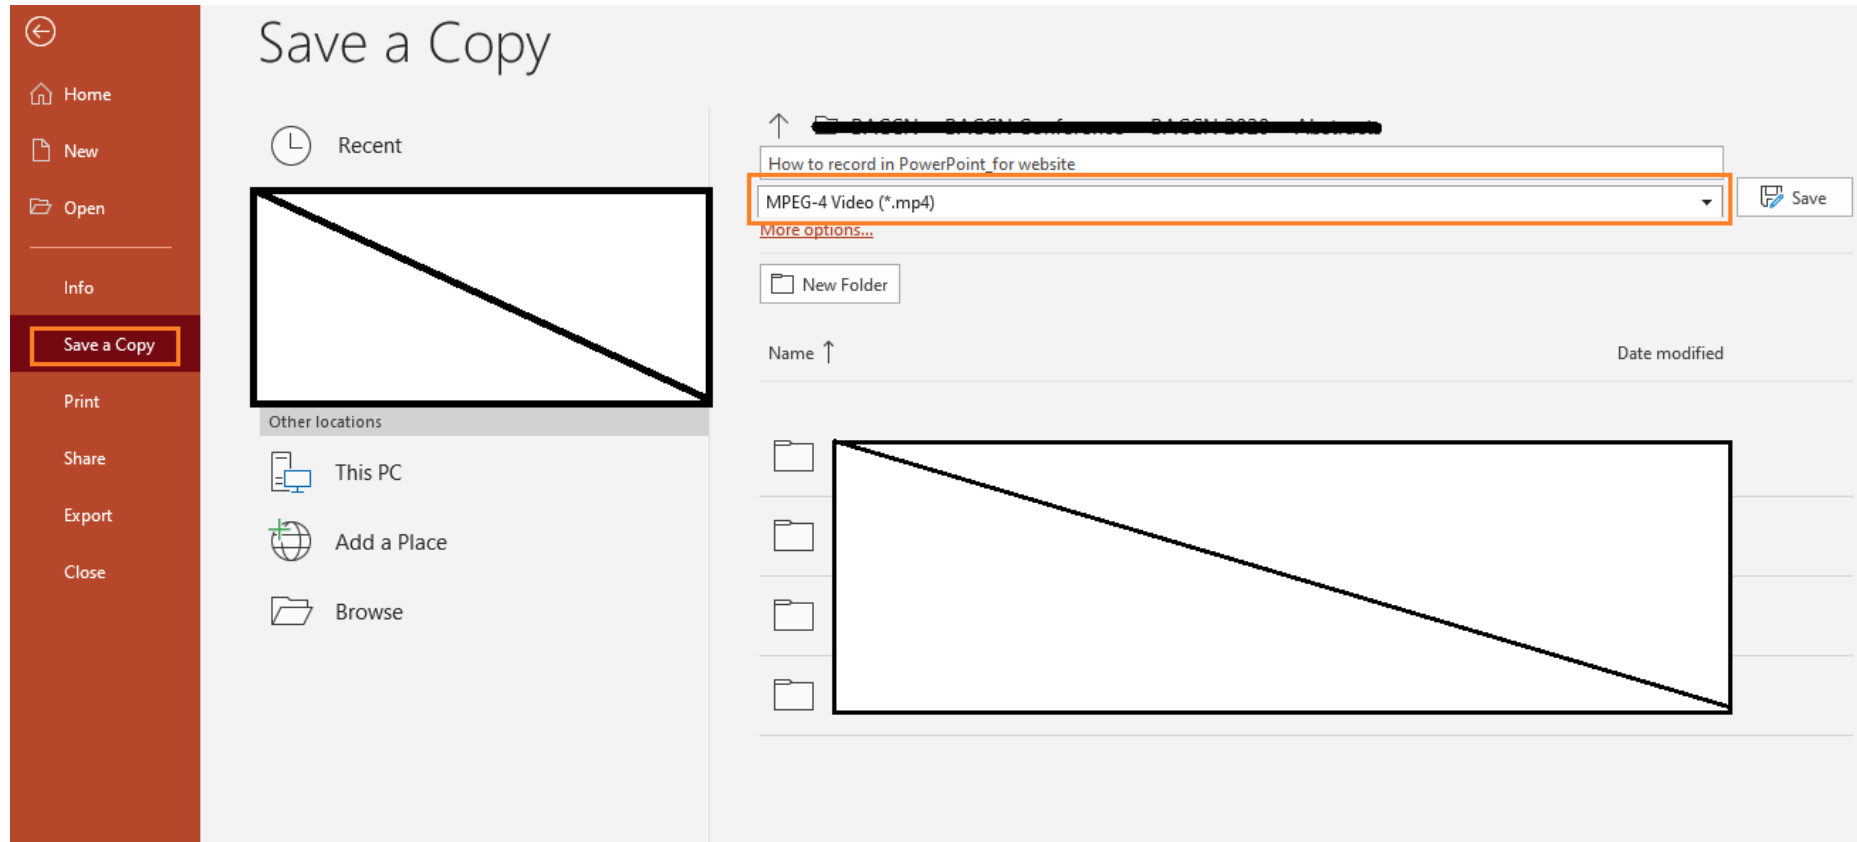 Save a Copy
Home
New
Open
Info
Save a Copy
Print
Share
Export
Close
Recent
Other locations
This PC
Add a Place
Browse
How to record in PowerPoint_for website
MPEG-4 Video (*.mp4)
Save
More options...
New Folder
Name ↑
Date modified